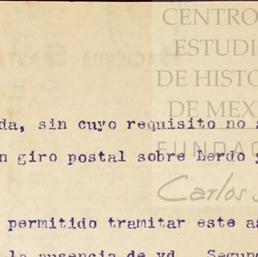 CENTRO
ESTUDI
DE HISTO
DE MEX
FUNDAC
Carlos S
da, sin cuyo requisito no s
n giro postal sobre Lerdo y
permitido tramitar este as
la ausencia de vd. Segun